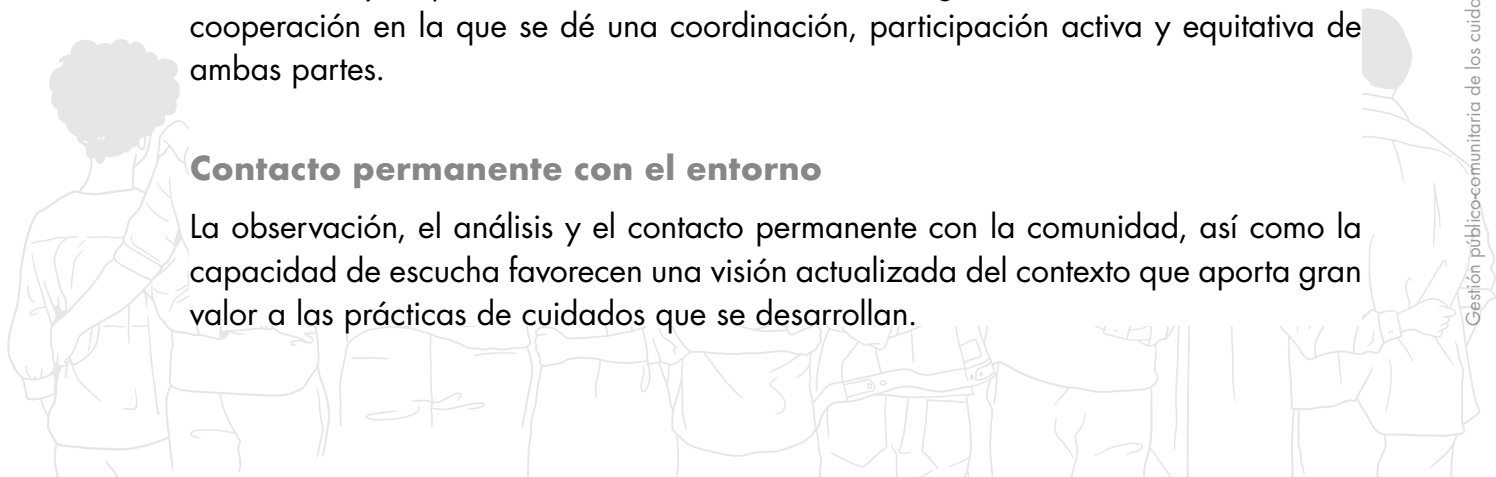 cooperación en la que se dé una coordinación, participación activa y equitativa de
ambas partes.
Contacto permanente con el entorno
La observación, el análisis y el contacto permanente con la comunidad, así como la
capacidad de escucha favorecen una visión actualizada del contexto que aporta gran
valor a las prácticas de cuidados que se desarrollan.
Gestión público-comunitaria de los